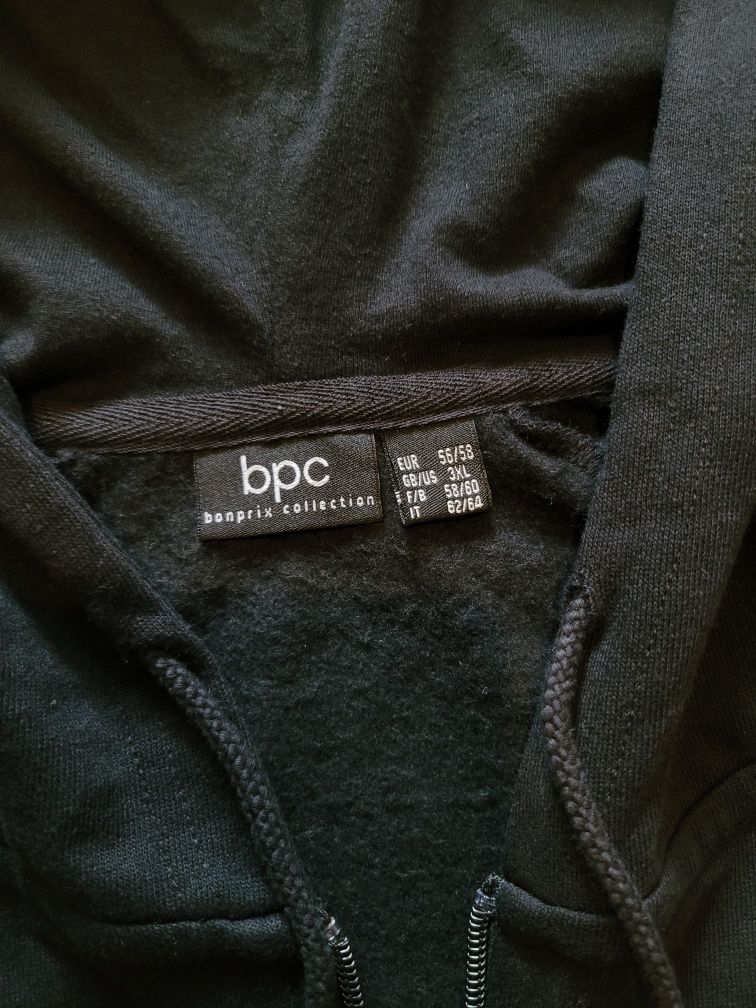 bpc
bonprix collection
EUR 56/58
GB/US 3XL
F/B 58/60
IT 62/64